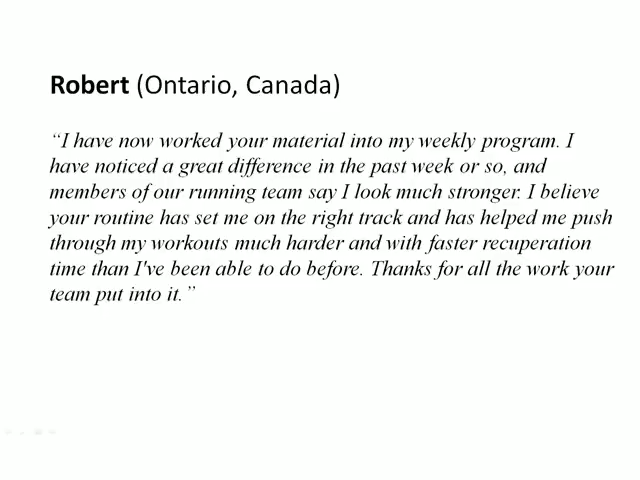 Robert (Ontario, Canada)
“I have now worked your material into my weekly program. I
have noticed a great difference in the past week or so, and
members of our running team say I look much stronger. I believe
your routine has set me on the right track and has helped me push
through my workouts much harder and with faster recuperation
time than I've been able to do before. Thanks for all the work your
team put into it.”